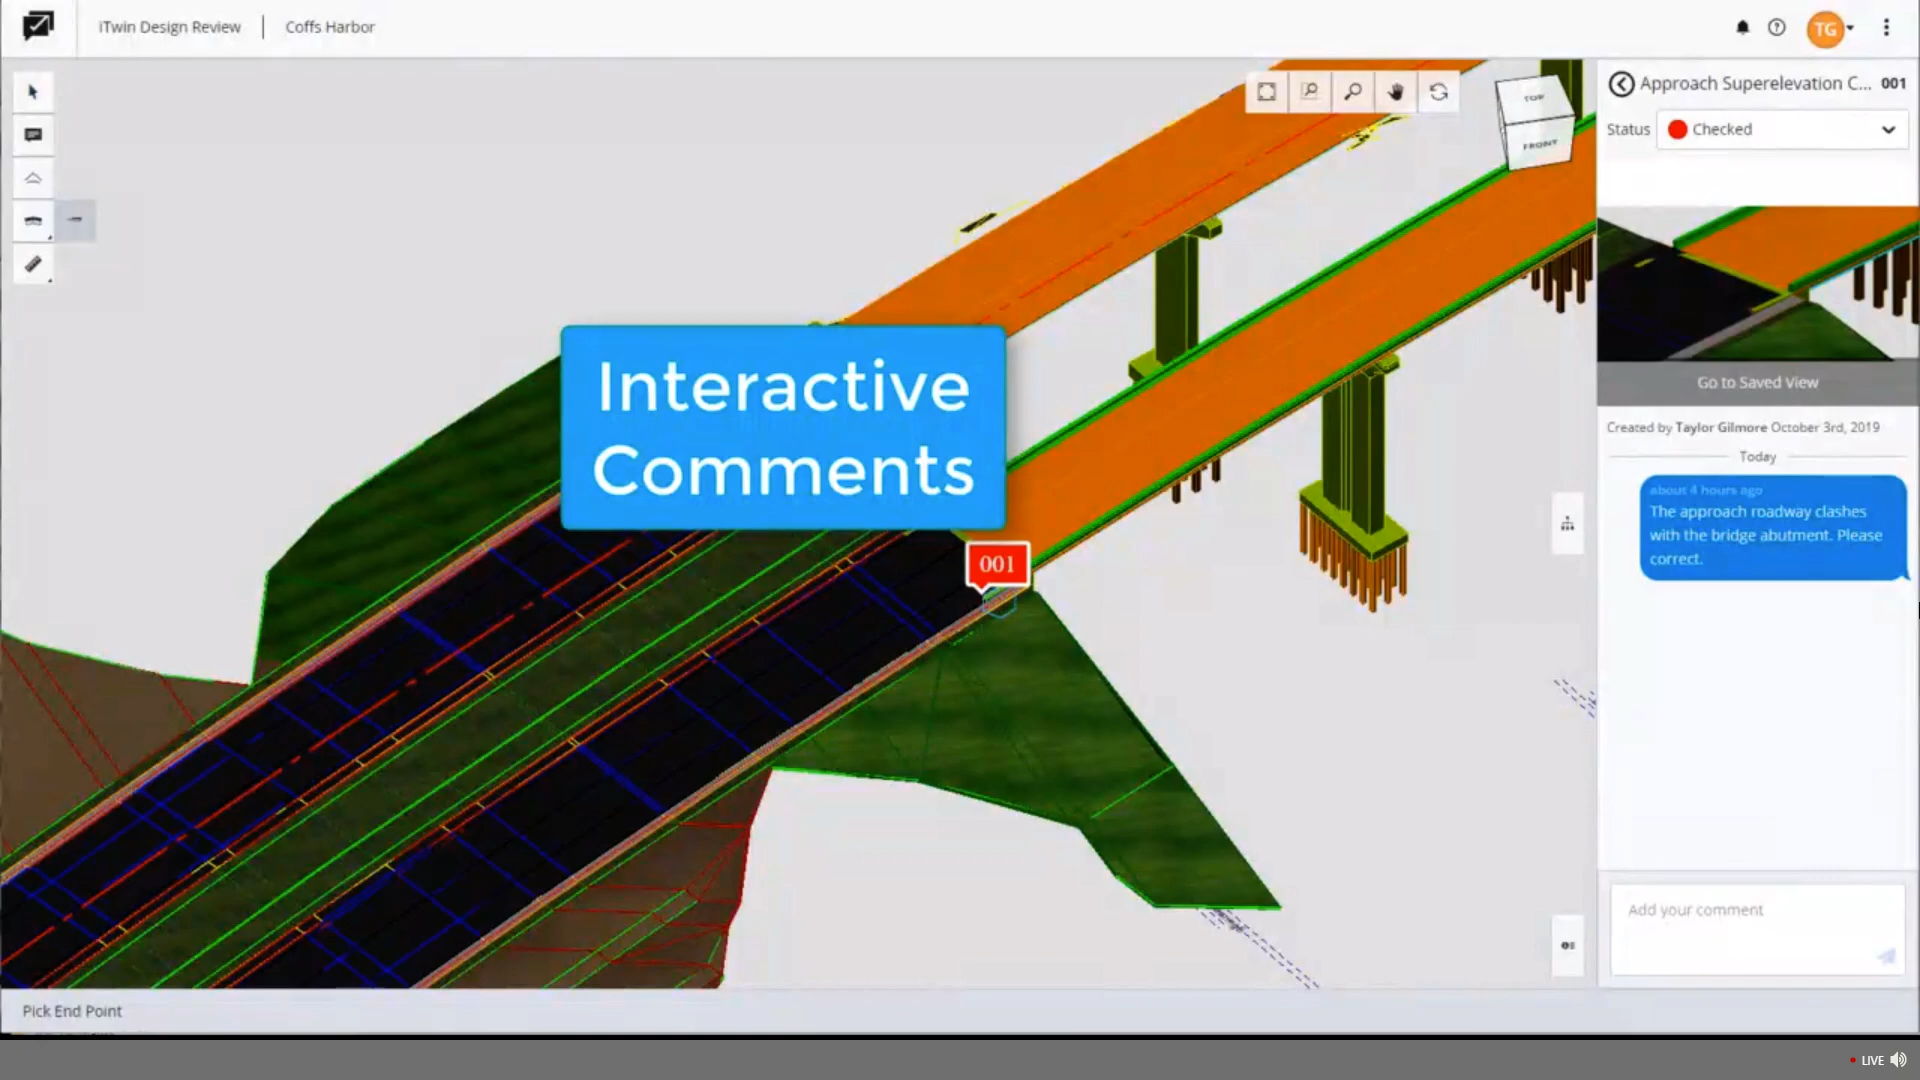 iTwin Design Review
Coffs Harbor
TG
Approach Superelevation C... 001
Status
Checked
TOP
FRONT
Interactive
Comments
Go to Saved View
Created by Taylor Gilmore October 3rd, 2019
Today
about 4 hours ago
The approach roadway clashes
with the bridge abutment. Please
correct.
001
Add your comment
Pick End Point
LIVE